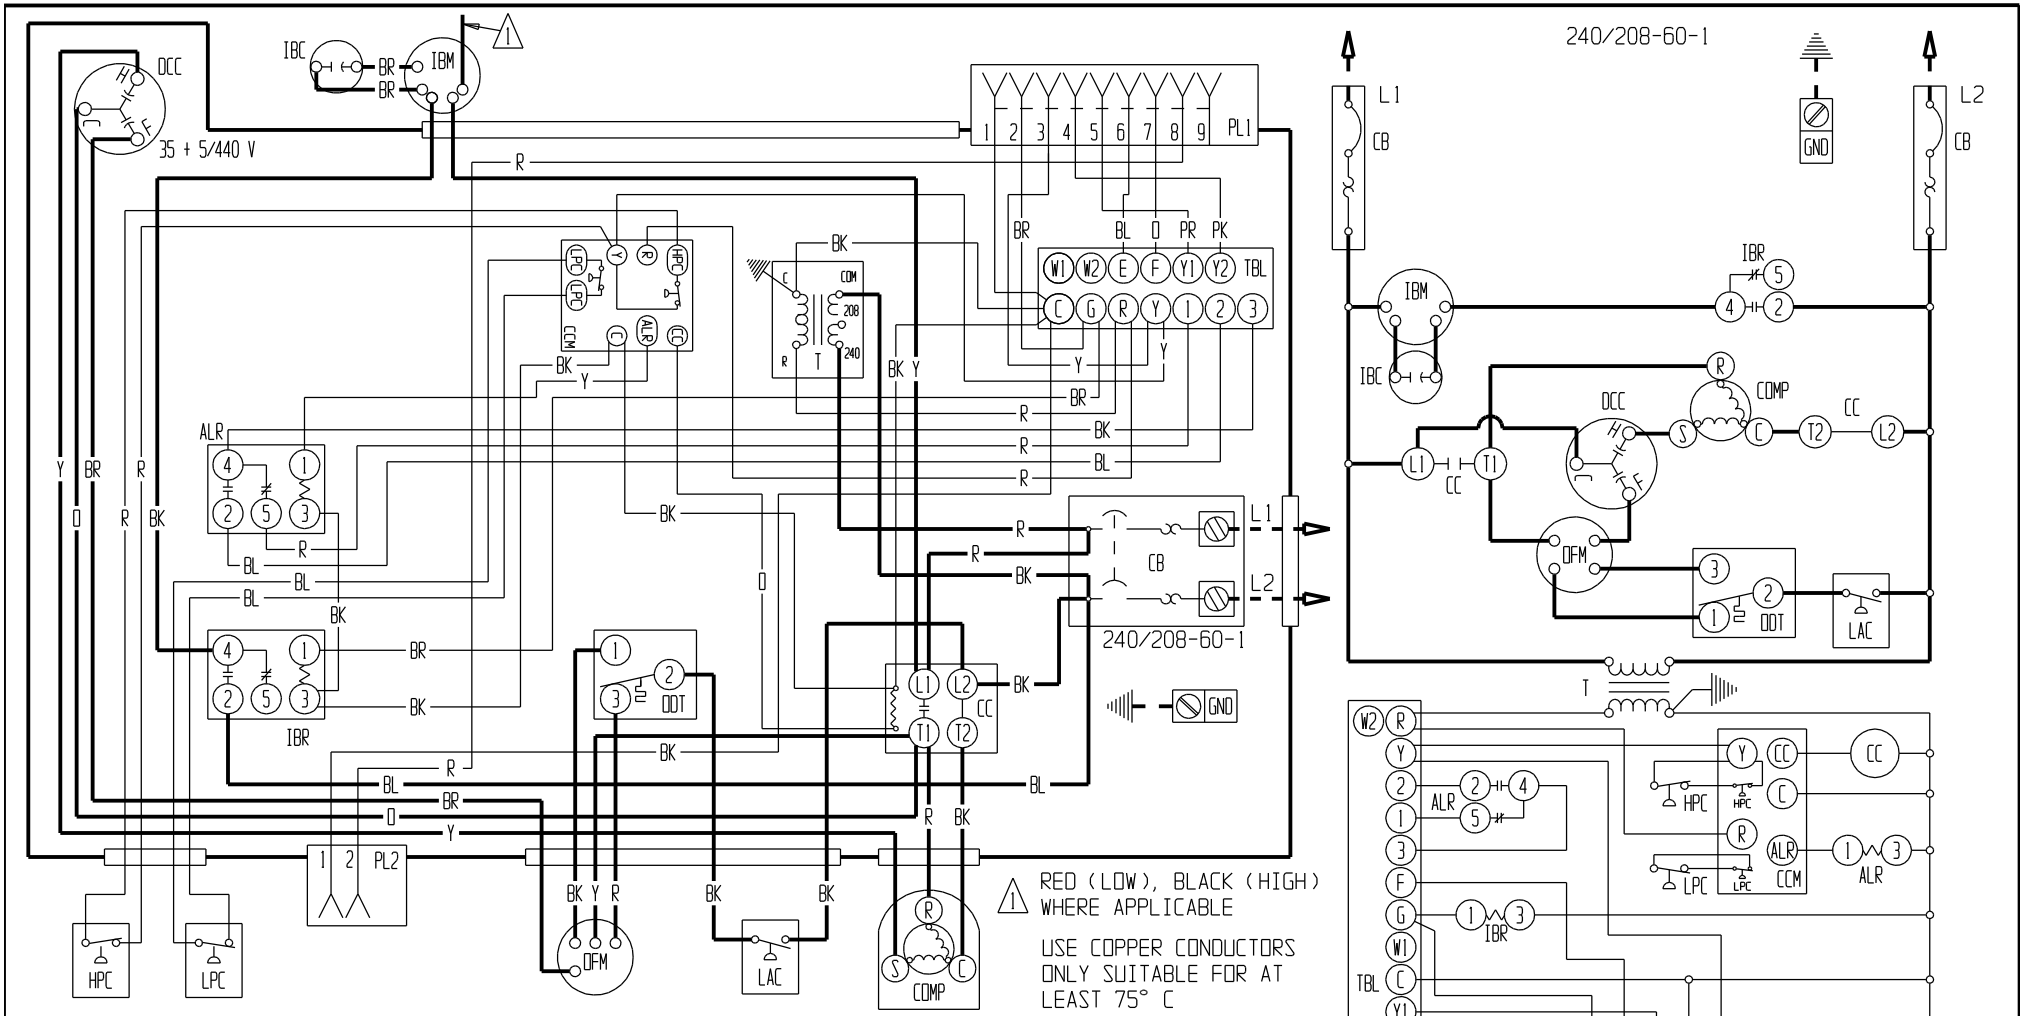 240/208-60-1
DCC
H
C
F
35 + 5/440 V
IBC
BR
BR
IBM
1
1 2 3 4 5 6 7 8 9 PL1
R
BR BL O PR PK
W1 W2 E F Y1 Y2 TBL
C G R Y 1 2 3
LPC Y R HPC
LPC
CCM C ALR CC
BK
C COM
208
R T 240
BK
Y
BK Y
Y Y
BR
R
BK
R
BL
R
ALR
4 1
2 5 3
Y BR R BK
O R
BK
R
BL
BL
BL
BK
O
R
R
BK
CB
L1
L2
240/208-60-1
4 1
2 5 3
IBR
BR
BK
1
2
3
ODT
L1 L2
CC
T1 T2
BK
GND
BK
R
BL
BL
BR
O
Y
R BK
1 2 PL2
BK Y R
BK
BK
HPC
LPC
OFM
LAC
R
S C
COMP
1
RED (LOW), BLACK (HIGH)
WHERE APPLICABLE
USE COPPER CONDUCTORS
ONLY SUITABLE FOR AT
LEAST 75° C
L1
CB
GND
L2
CB
IBM
IBR
5
4 2
IBC
R
COMP
DCC
H
C
F
S C T2 L2
CC
L1 T1
CC
OFM
3
2
1
ODT
LAC
T
W2 R
Y
2
1
3
F
G
W1
TBL C
Y1
ALR
2 4
5
Y CC
CC
HPC HPC C
R
ALR
LPC LPC CCM
1 3
ALR
1 3
IBR